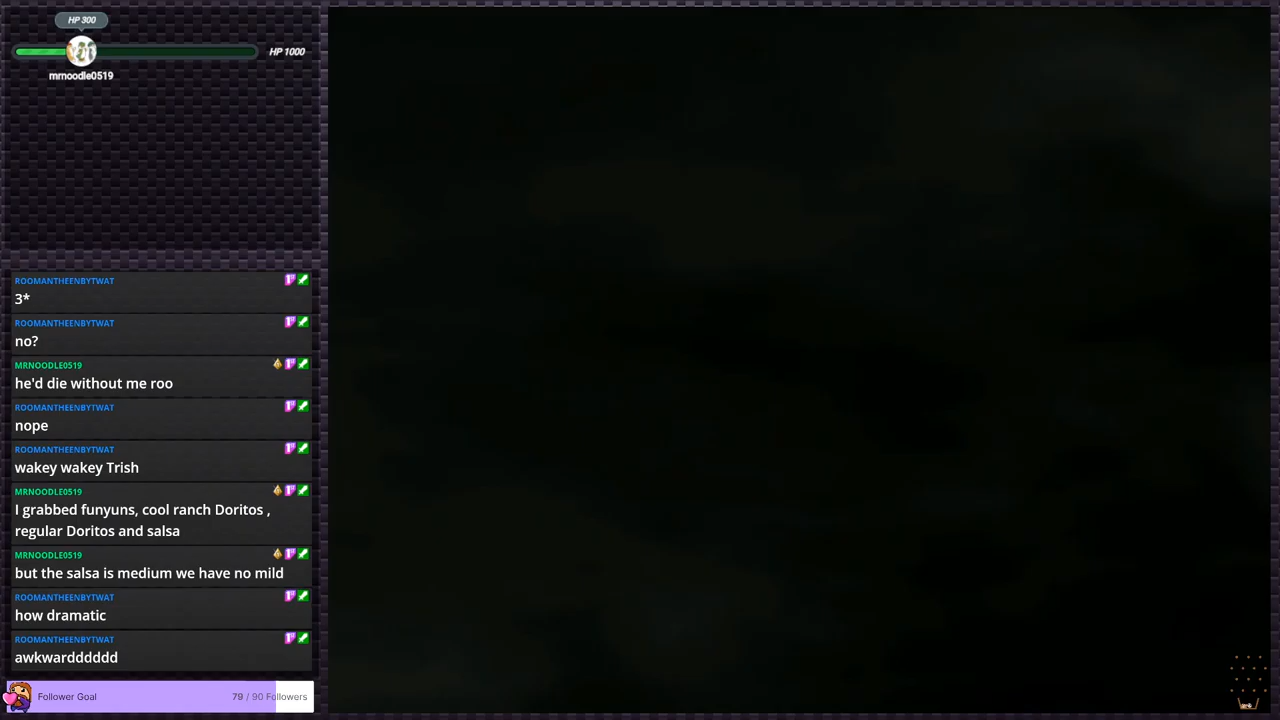 HP 300
HP 1000
mrnoodle0519
ROOMANTHEENBYTWAT
3*
ROOMANTHEENBYTWAT
no?
MRNOODLE0519
he'd die without me roo
ROOMANTHEENBYTWAT
nope
ROOMANTHEENBYTWAT
wakey wakey Trish
MRNOODLE0519
I grabbed funyuns, cool ranch Doritos ,
regular Doritos and salsa
MRNOODLE0519
but the salsa is medium we have no mild
ROOMANTHEENBYTWAT
how dramatic
ROOMANTHEENBYTWAT
awkwardddddd
Follower Goal 79 / 90 Followers